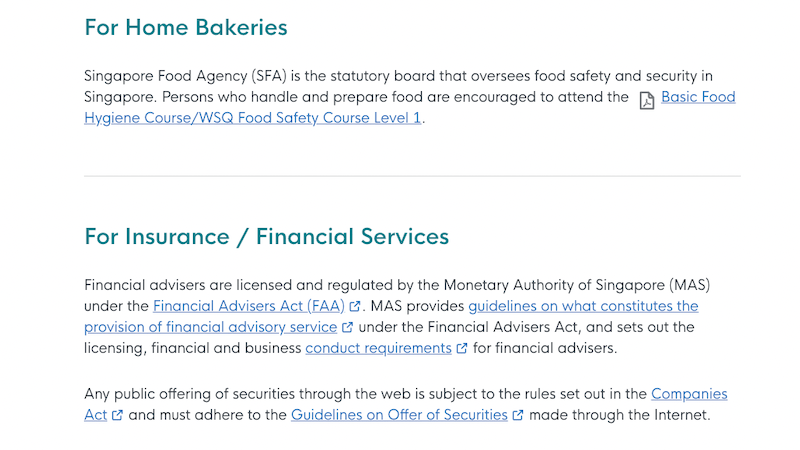 For Home Bakeries
Singapore Food Agency (SFA) is the statutory board that oversees food safety and security in
Singapore. Persons who handle and prepare food are encouraged to attend the Basic Food
Hygiene Course/WSQ Food Safety Course Level 1.
For Insurance / Financial Services
Financial advisers are licensed and regulated by the Monetary Authority of Singapore (MAS)
under the Financial Advisers Act (FAA). MAS provides guidelines on what constitutes the
provision of financial advisory service under the Financial Advisers Act, and sets out the
licensing, financial and business conduct requirements for financial advisers.
Any public offering of securities through the web is subject to the rules set out in the Companies
Act and must adhere to the Guidelines on Offer of Securities made through the Internet.